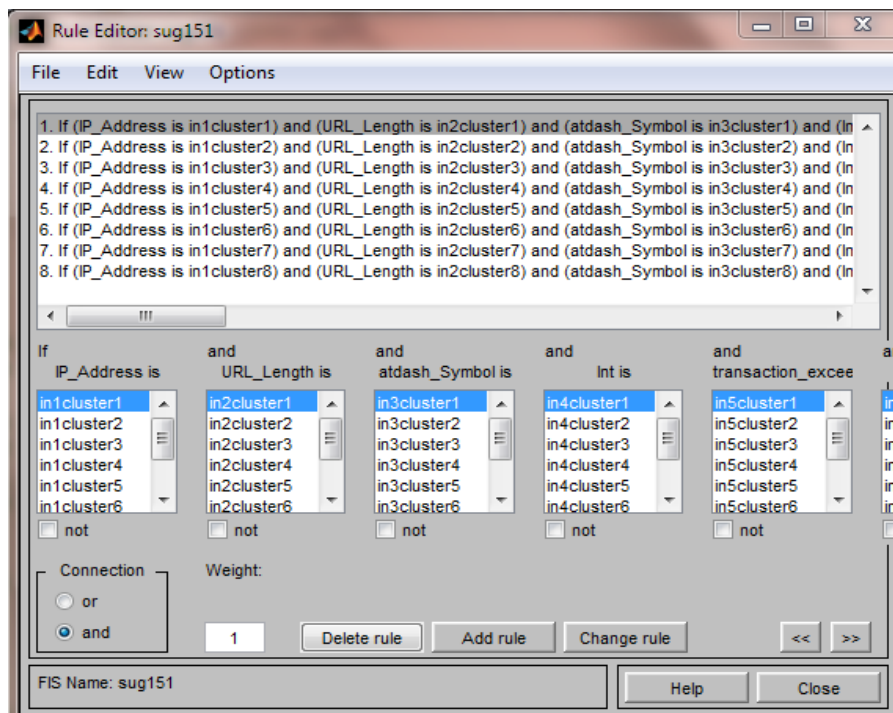 Rule Editor: sug151
File Edit View Options
1. If (IP_Address is in1cluster1) and (URL_Length is in2cluster1) and (atdash_Symbol is in3cluster1) and (In
2. If (IP_Address is in1cluster2) and (URL_Length is in2cluster2) and (atdash_Symbol is in3cluster2) and (In
3. If (IP_Address is in1cluster3) and (URL_Length is in2cluster3) and (atdash_Symbol is in3cluster3) and (In
4. If (IP_Address is in1cluster4) and (URL_Length is in2cluster4) and (atdash_Symbol is in3cluster4) and (In
5. If (IP_Address is in1cluster5) and (URL_Length is in2cluster5) and (atdash_Symbol is in3cluster5) and (In
6. If (IP_Address is in1cluster6) and (URL_Length is in2cluster6) and (atdash_Symbol is in3cluster6) and (In
7. If (IP_Address is in1cluster7) and (URL_Length is in2cluster7) and (atdash_Symbol is in3cluster7) and (In
8. If (IP_Address is in1cluster8) and (URL_Length is in2cluster8) and (atdash_Symbol is in3cluster8) and (In
If and and and and a
IP_Address is URL_Length is atdash_Symbol is Int is transaction_excee
in1cluster1 in2cluster1 in3cluster1 in4cluster1 in5cluster1
in1cluster2 in2cluster2 in3cluster2 in4cluster2 in5cluster2
in1cluster3 in2cluster3 in3cluster3 in4cluster3 in5cluster3
in1cluster4 in2cluster4 in3cluster4 in4cluster4 in5cluster4
in1cluster5 in2cluster5 in3cluster5 in4cluster5 in5cluster5
in1cluster6 in2cluster6 in3cluster6 in4cluster6 in5cluster6
not not not not not
Connection Weight:
or
and 1 Delete rule Add rule Change rule << >>
FIS Name: sug151 Help Close